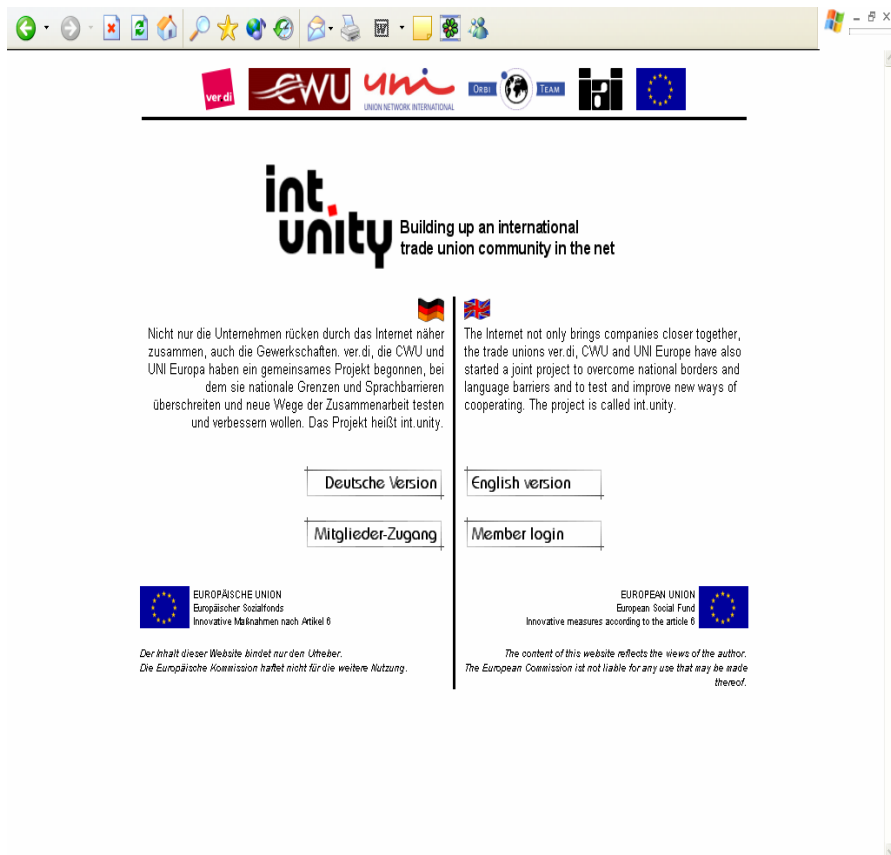 ver di
CWU
uni
UNION NETWORK INTERNATIONAL
ORBI TEAM
iai
int.
unity
Building up an international
trade union community in the net
Nicht nur die Unternehmen rücken durch das Internet näher
zusammen, auch die Gewerkschaften. ver.di, die CWU und
UNI Europa haben ein gemeinsames Projekt begonnen, bei
dem sie nationale Grenzen und Sprachbarrieren
überschreiten und neue Wege der Zusammenarbeit testen
und verbessern wollen. Das Projekt heißt int.unity.
The Internet not only brings companies closer together,
the trade unions ver.di, CWU and UNI Europe have also
started a joint project to overcome national borders and
language barriers and to test and improve new ways of
cooperating. The project is called int.unity.
Deutsche Version
Mitglieder-Zugang
English version
Member login
EUROPÄISCHE UNION
Europäischer Sozialfonds
Innovative Maßnahmen nach Artikel 6
Der Inhalt dieser Website bindet nur den Urheber.
Die Europäische Kommission haftet nicht für die weitere Nutzung.
EUROPEAN UNION
European Social Fund
Innovative measures according to the article 6
The content of this website reflects the views of the author.
The European Commission ist not liable for any use that may be made
thereof.